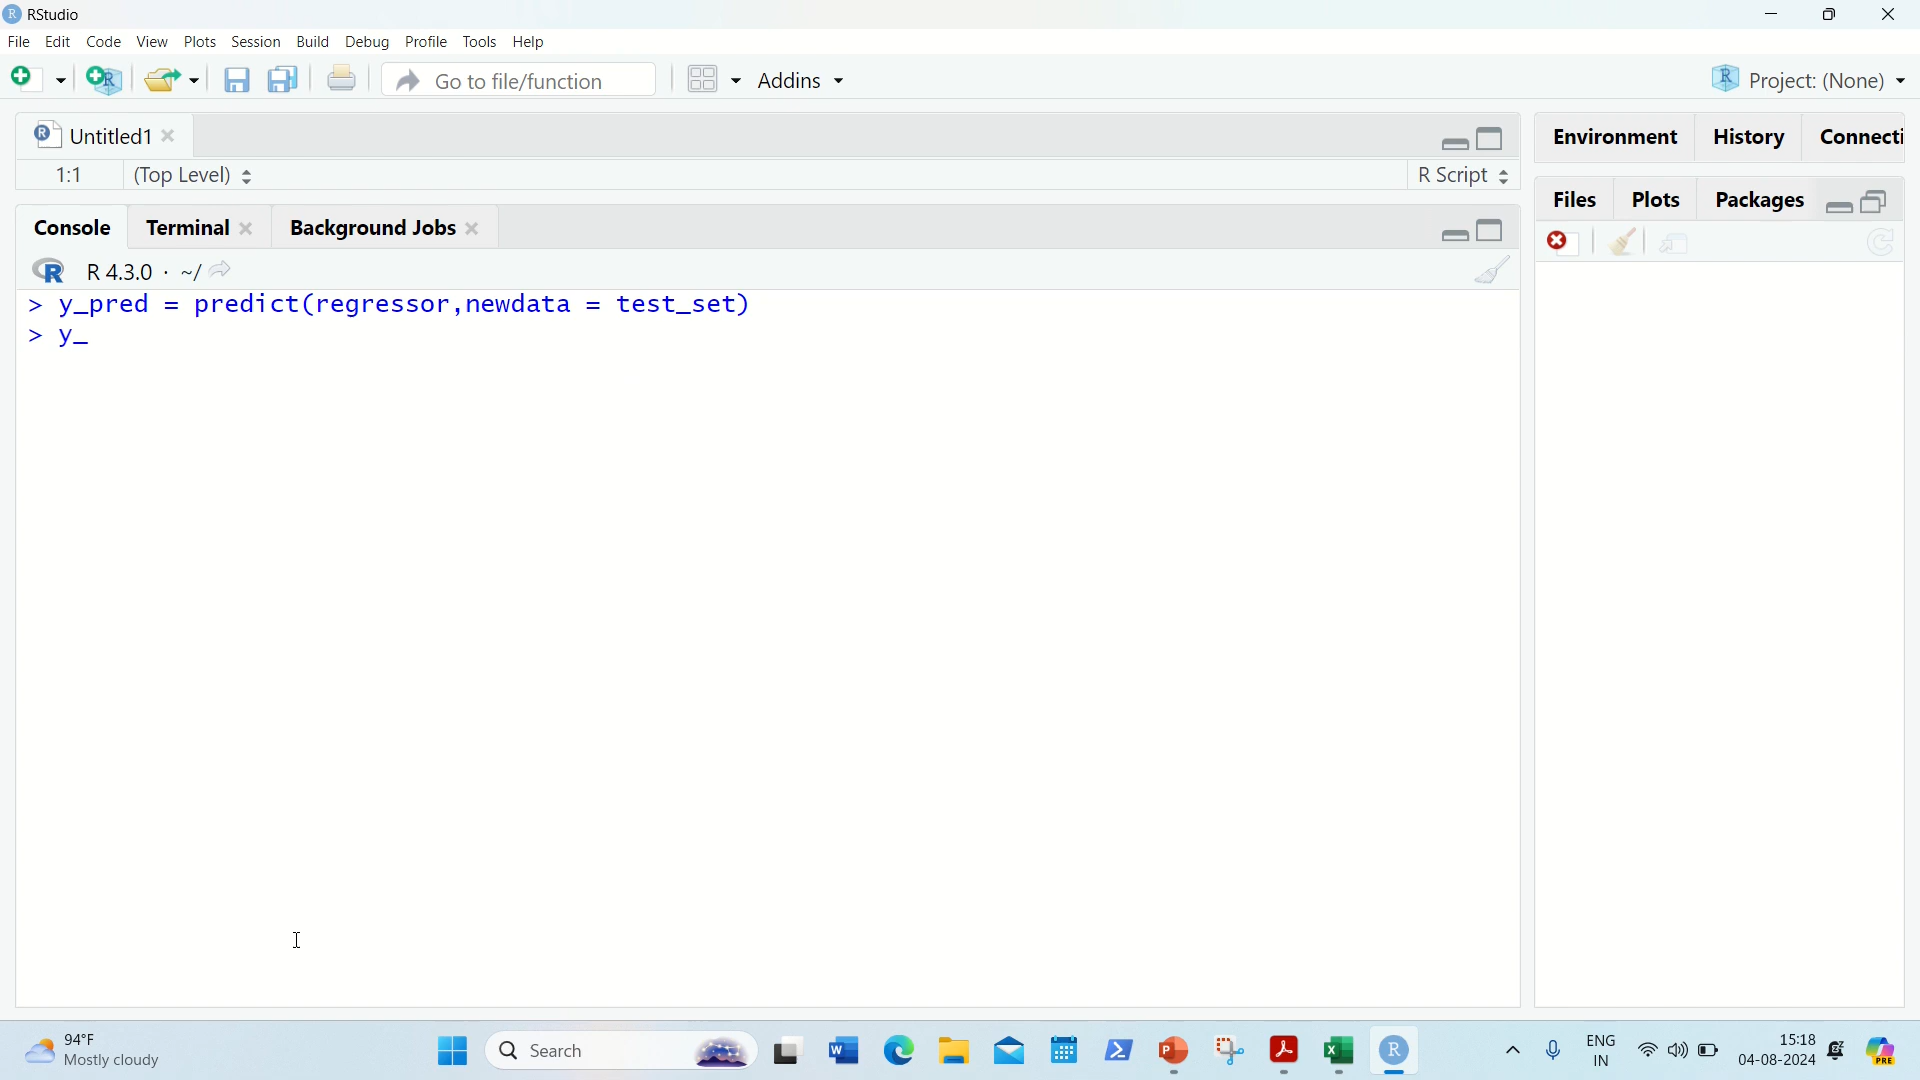 RStudio
File Edit Code View Plots Session Build Debug Profile Tools Help
Go to file/function Addins Project: (None)
Untitled1 Environment History Connecti
1:1 (Top Level) R Script
Files Plots Packages
Console Terminal Background Jobs
R 4.3.0 · ~/
> y_pred = predict(regressor,newdata = test_set)
> y_
94°F
Mostly cloudy
Search
ENG
IN
15:18
04-08-2024
PRE